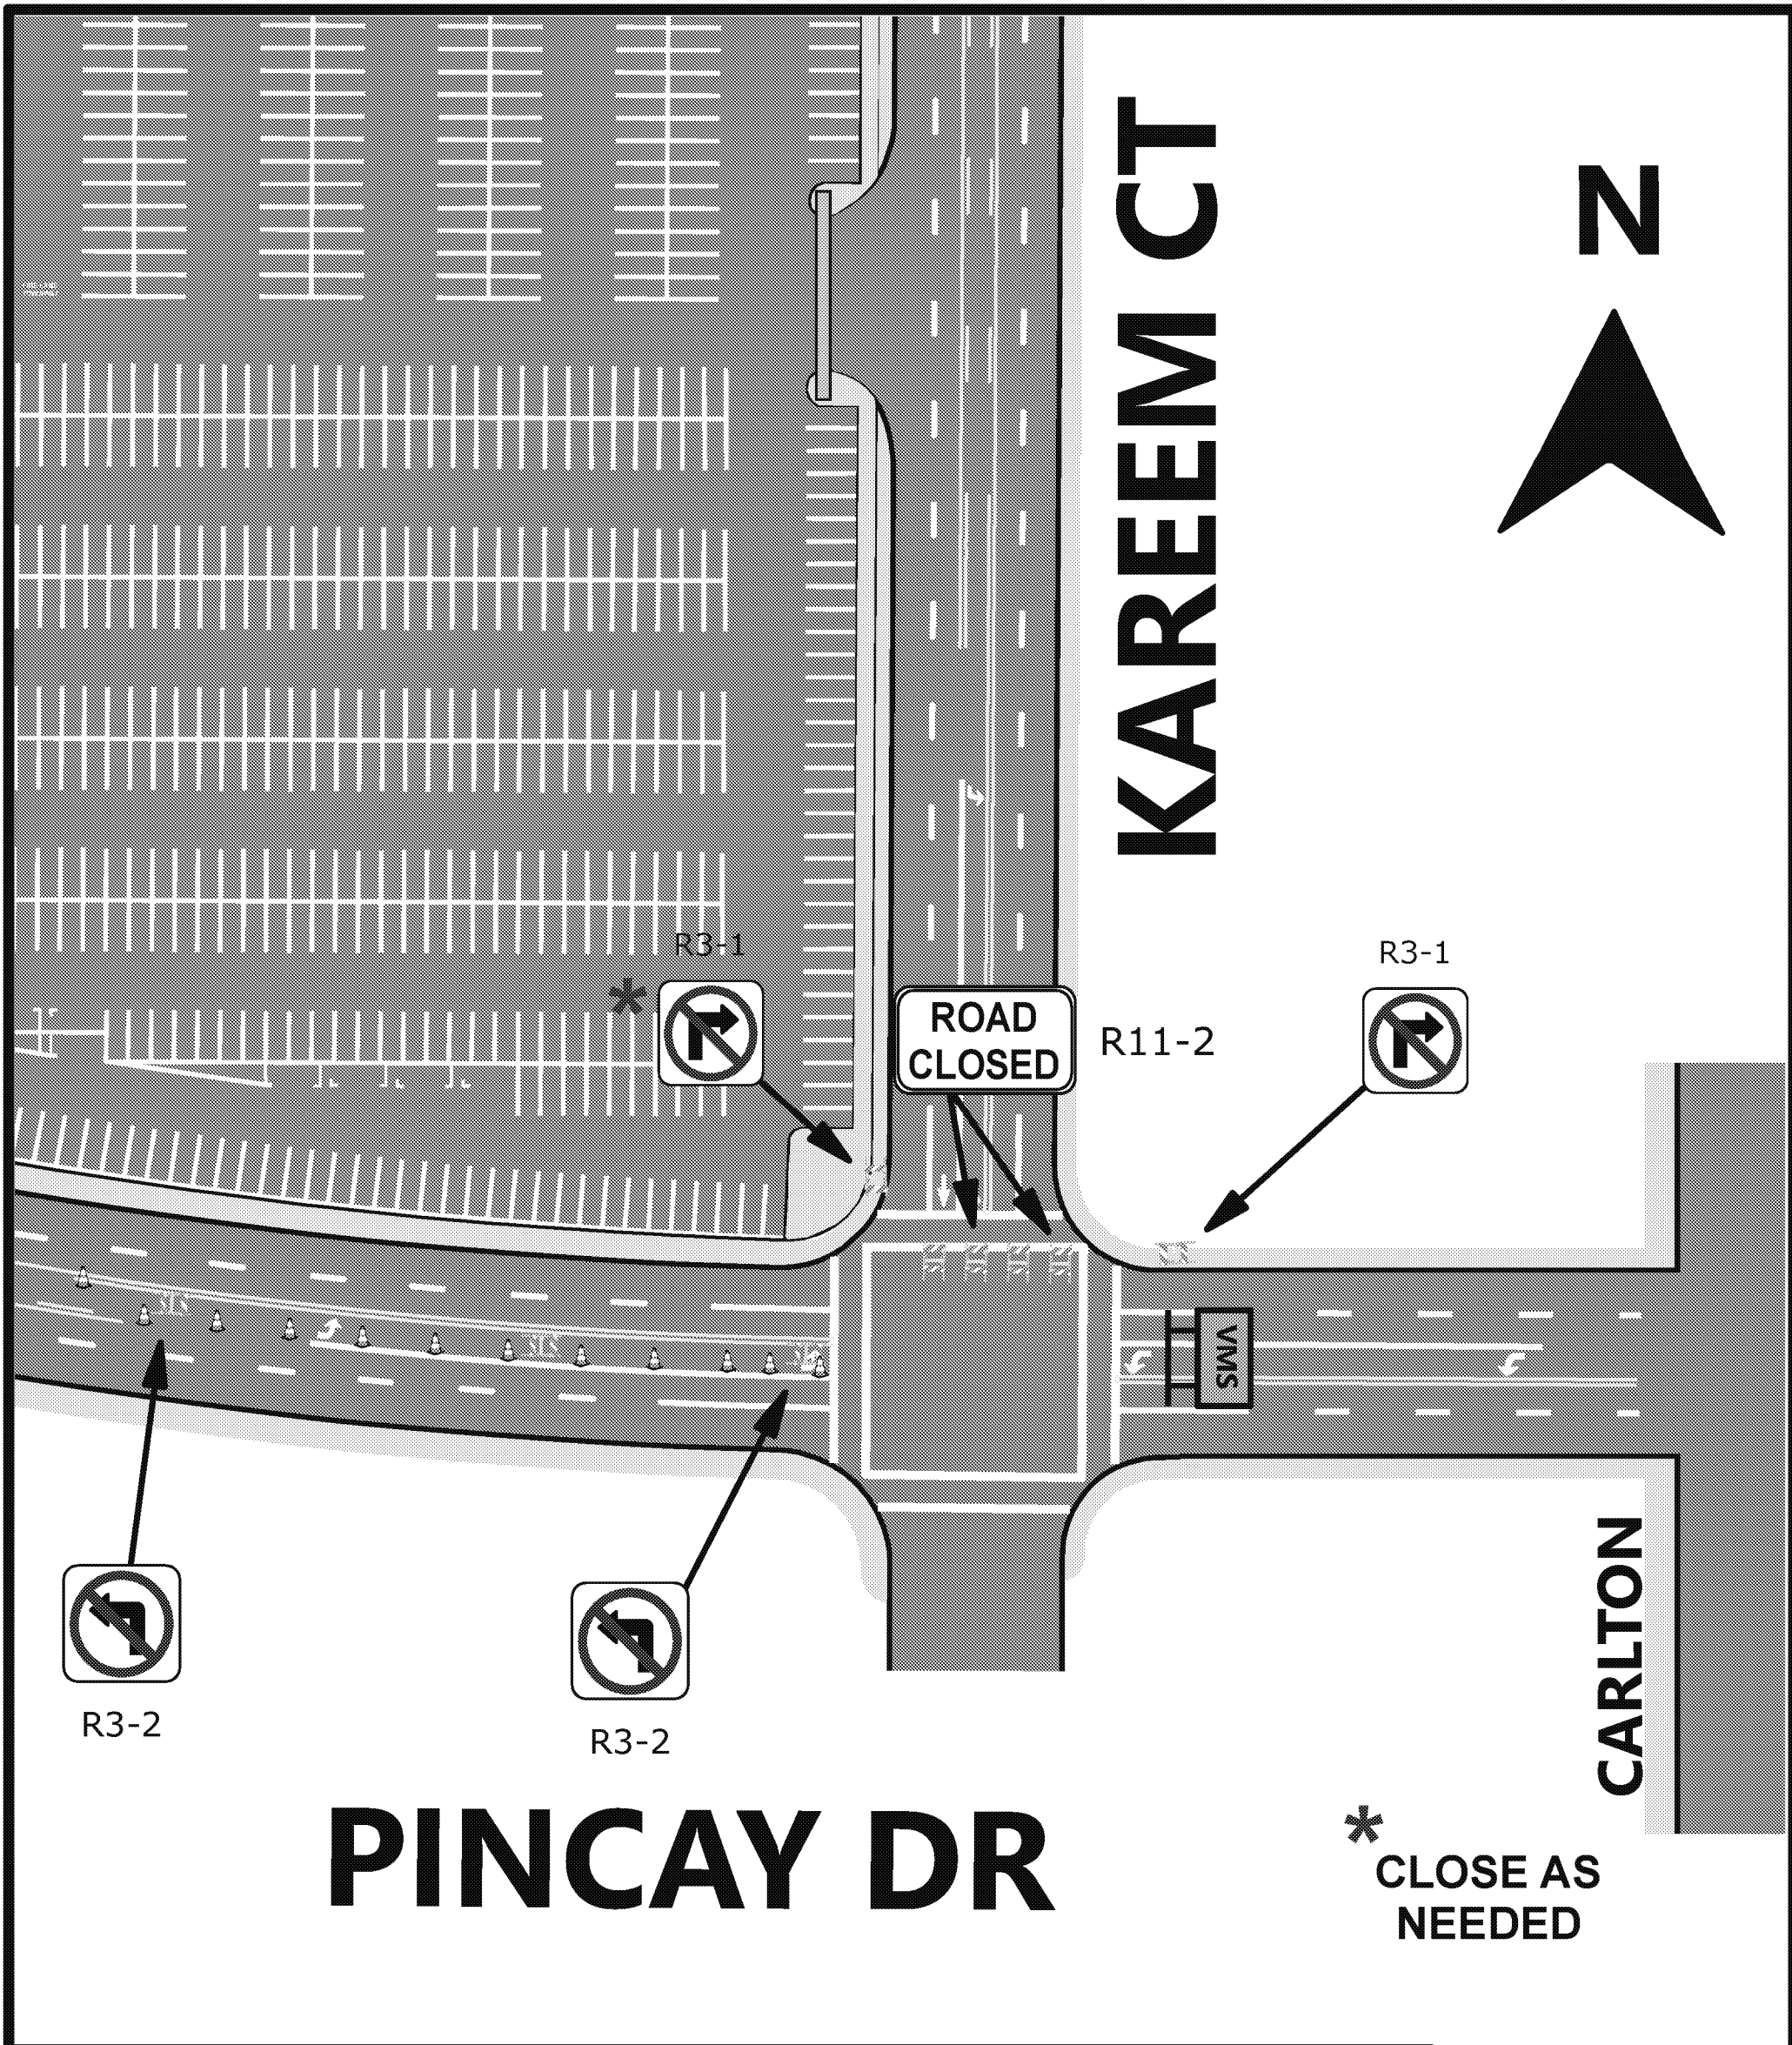 KAREEM CT
N
R3-1
R3-1
ROAD
CLOSED
R11-2
VMS
R3-2
R3-2
CARLTON
PINCAY DR
*
CLOSE AS
NEEDED